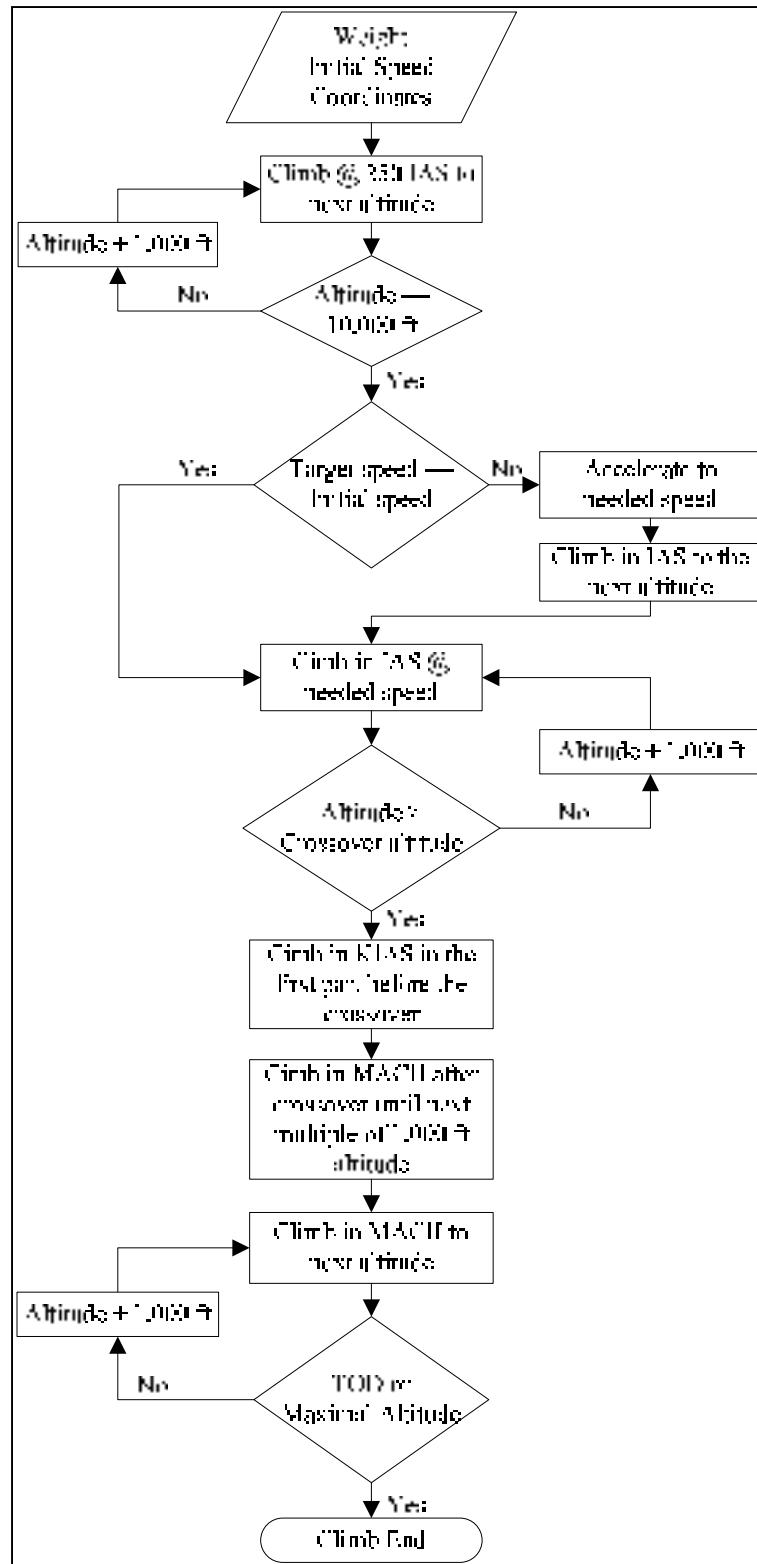 Weight
Initial Speed
Climb @ 250 IAS to
next altitude
Altitude + 1,000 ft
No
Altitude ==
10,000 ft
Yes
Yes
Target speed ==
Initial speed
No
Accelerate to
needed speed
Climb in IAS to the
next altitude
Climb in IAS @
needed speed
Altitude + 1,000 ft
Altitude
Crossover altitude
No
Yes
Climb in KIAS in the
first part before the
crossover
Climb in MACH after
crossover until next
multiple of 1,000 ft
altitude
Climb in MACH to
next altitude
Altitude + 1,000 ft
No
TOD or
Maximal Altitude
Yes
Climb End